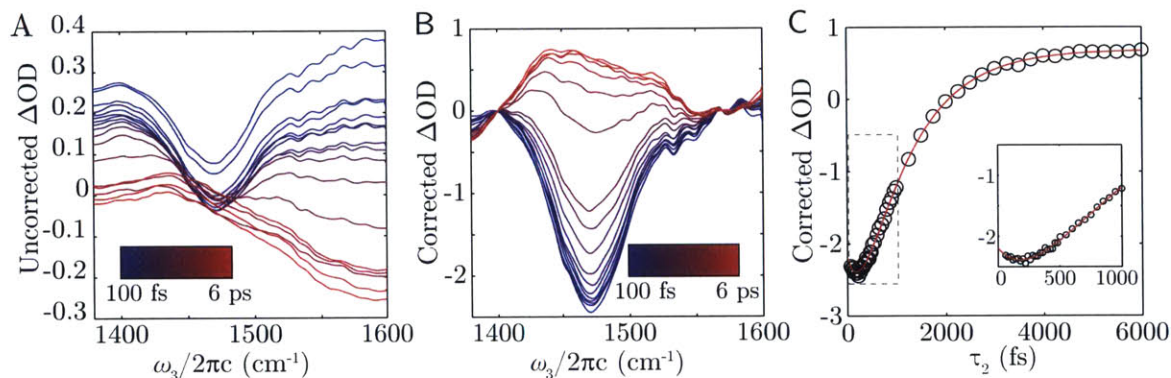 A
Uncorrected ΔOD
0.4
0.3
0.2
0.1
0
-0.1
-0.2
0.3
100 fs
6 ps
1400
1500
1600
ω3/2πc (cm-1)
B
Corrected ΔOD
1
0
-1
-2
100 fs
6 ps
1400
1500
1600
ω3/2πc (cm-1)
C
Corrected ΔOD
1
0
-1
-2
-3
-1
-2
0
500
1000
0
2000
4000
6000
τ2 (fs)